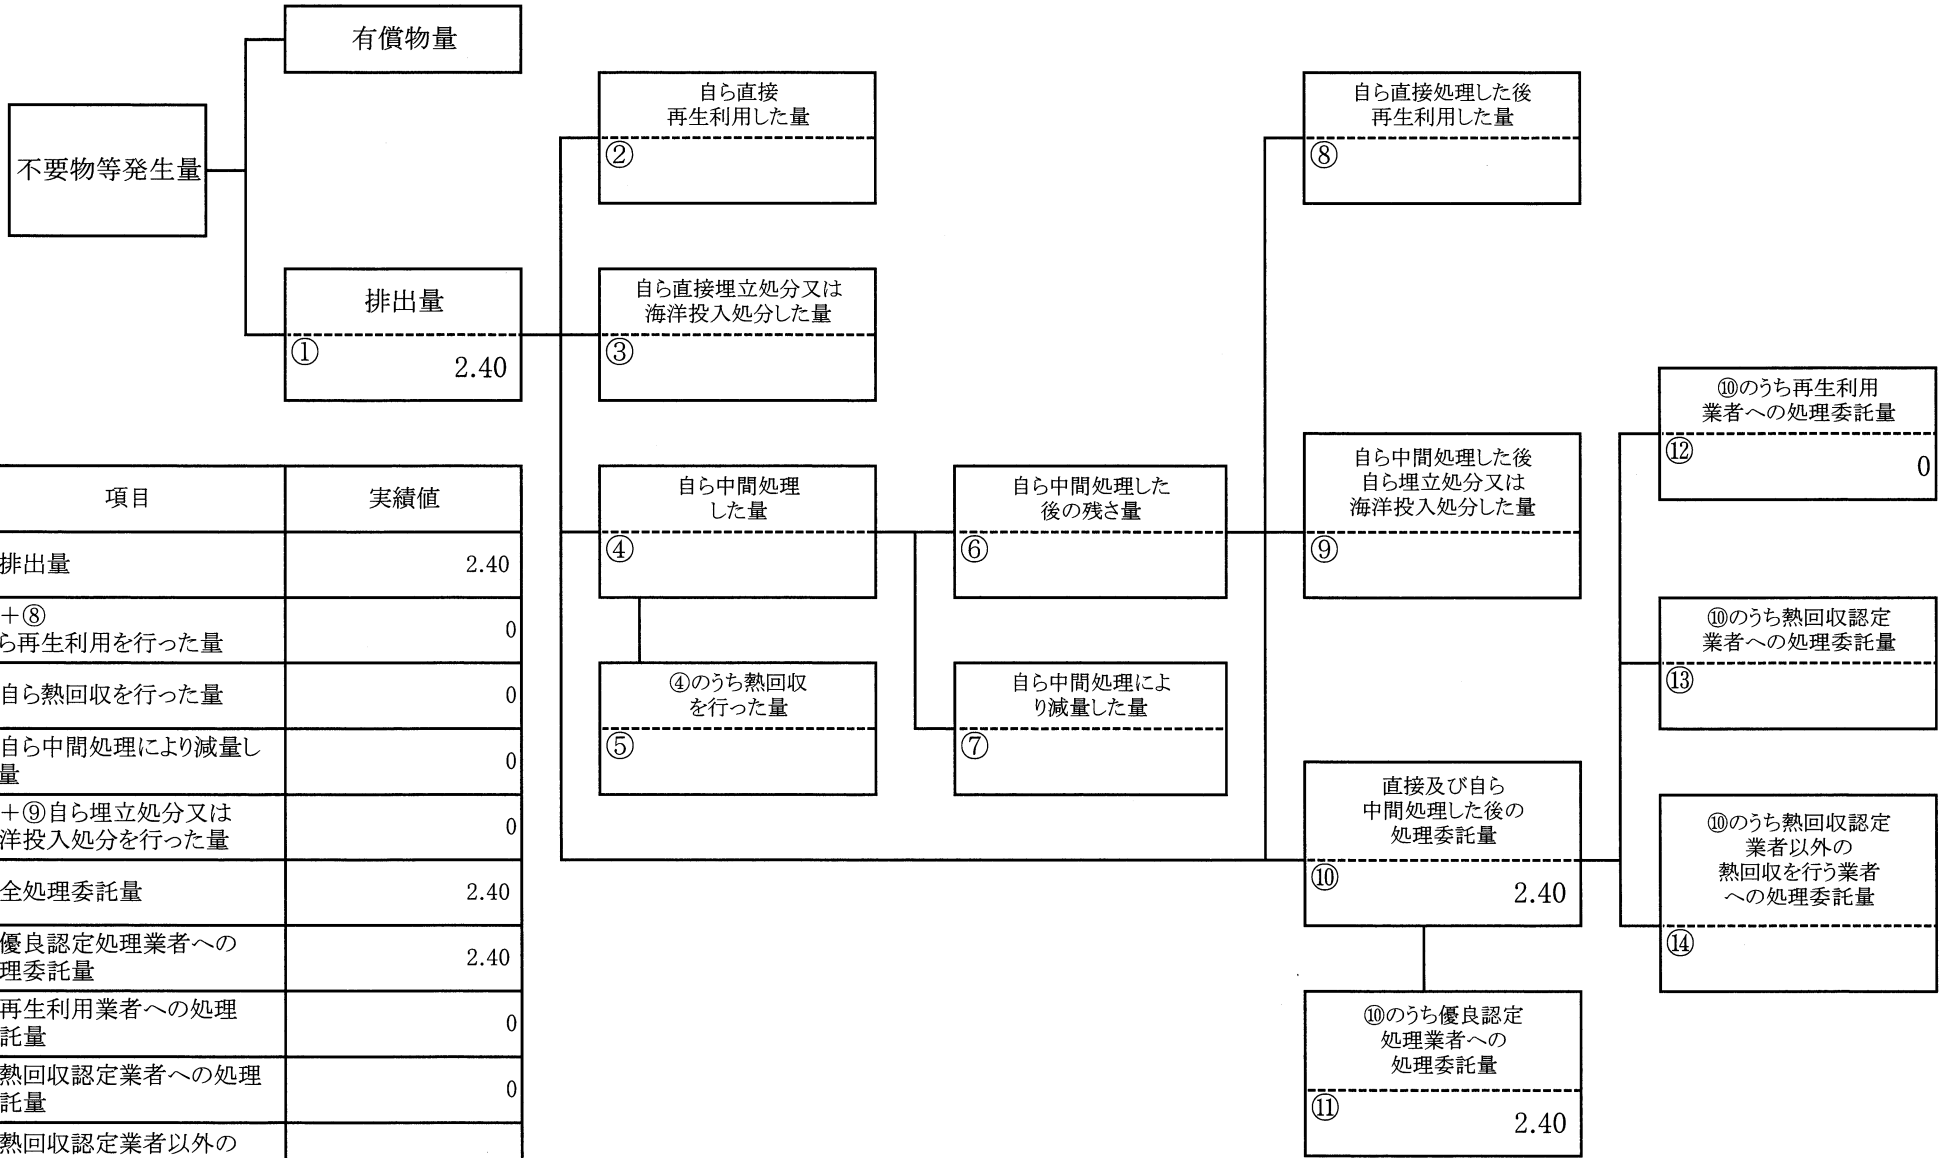 有償物量
不要物等発生量
排出量
①
2.40
自ら直接
再生利用した量
②
自ら直接埋立処分又は
海洋投入処分した量
③
自ら中間処理
した量
④
④のうち熱回収
を行った量
⑤
自ら中間処理した
後の残さ量
⑥
自ら中間処理によ
り減量した量
⑦
自ら直接処理した後
再生利用した量
⑧
自ら中間処理した後
自ら埋立処分又は
海洋投入処分した量
⑨
直接及び自ら
中間処理した後の
処理委託量
⑩
2.40
⑩のうち優良認定
処理業者への
処理委託量
⑪
2.40
⑩のうち再生利用
業者への処理委託量
⑫
0
⑩のうち熱回収認定
業者への処理委託量
⑬
⑩のうち熱回収認定
業者以外の
熱回収を行う業者
への処理委託量
⑭
項目 実績値
排出量 2.40
+⑧
ら再生利用を行った量 0
自ら熱回収を行った量 0
自ら中間処理により減量し
量 0
+⑨自ら埋立処分又は
洋投入処分を行った量 0
全処理委託量 2.40
優良認定処理業者への
理委託量 2.40
再生利用業者への処理
託量 0
熱回収認定業者への処理
託量 0
熱回収認定業者以外の